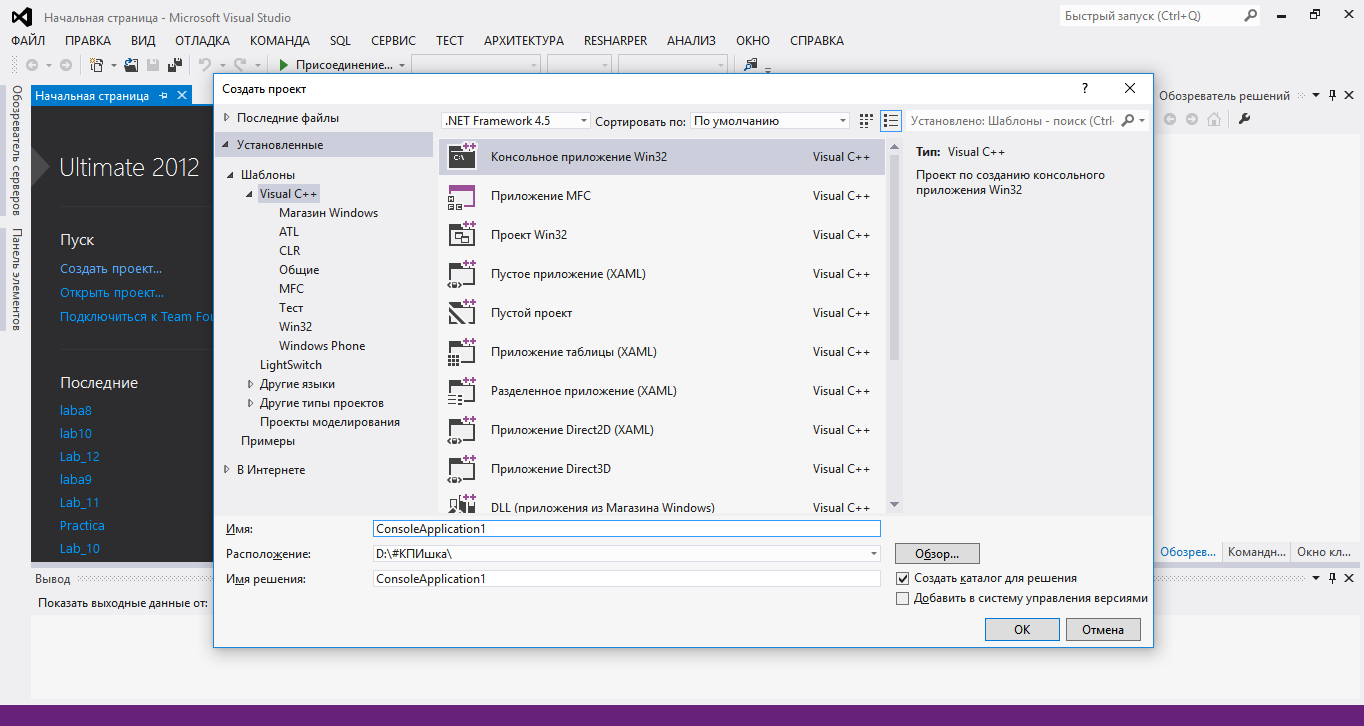 Начальная страница - Microsoft Visual Studio
Быстрый запуск (Ctrl+Q)
ФАЙЛ ПРАВКА ВИД ОТЛАДКА КОМАНДА SQL СЕРВИС ТЕСТ АРХИТЕКТУРА RESHARPER АНАЛИЗ ОКНО СПРАВКА
Присоединение...
Обозреватель серверов
Панель элементов
Начальная страница
Ultimate 2012
Пуск
Создать проект...
Открыть проект...
Подключиться к Team Fou
Последние
laba8
lab10
Lab_12
laba9
Lab_11
Practica
Lab_10
Вывод
Показать выходные данные от:
Создать проект
?
Последние файлы
Установленные
Шаблоны
Visual C++
Магазин Windows
ATL
CLR
Общие
MFC
Тест
Win32
Windows Phone
LightSwitch
Другие языки
Другие типы проектов
Проекты моделирования
Примеры
В Интернете
.NET Framework 4.5
Сортировать по: По умолчанию
Установлено: Шаблоны - поиск (Ctrl-
Консольное приложение Win32 Visual C++
Приложение MFC Visual C++
Проект Win32 Visual C++
Пустое приложение (XAML) Visual C++
Пустой проект Visual C++
Приложение таблицы (XAML) Visual C++
Разделенное приложение (XAML) Visual C++
Приложение Direct2D (XAML) Visual C++
Приложение Direct3D Visual C++
DLL (приложения из Магазина Windows) Visual C++
Тип: Visual C++
Проект по созданию консольного
приложения Win32
Имя: ConsoleApplication1
Расположение: D:\#КПИшка\
Обзор...
Имя решения: ConsoleApplication1
Создать каталог для решения
Добавить в систему управления версиями
ОК Отмена
Обозреватель решений
Обозрев... Командн... Окно кл...